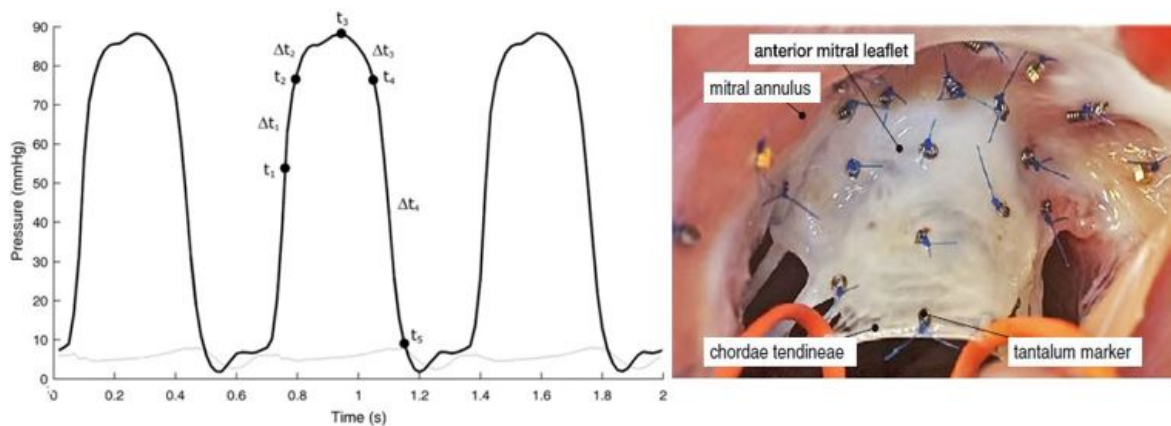 90
80
70
60
50
40
30
20
10
0
Pressure (mmHg)
t₃
Δt₂
Δt₃
t₂
t₄
Δt₁
t₁
Δt₄
t₅
0 0.2 0.4 0.6 0.8 1 1.2 1.4 1.6 1.8 2
Time (s)
anterior mitral leaflet
mitral annulus
chordae tendineae
tantalum marker